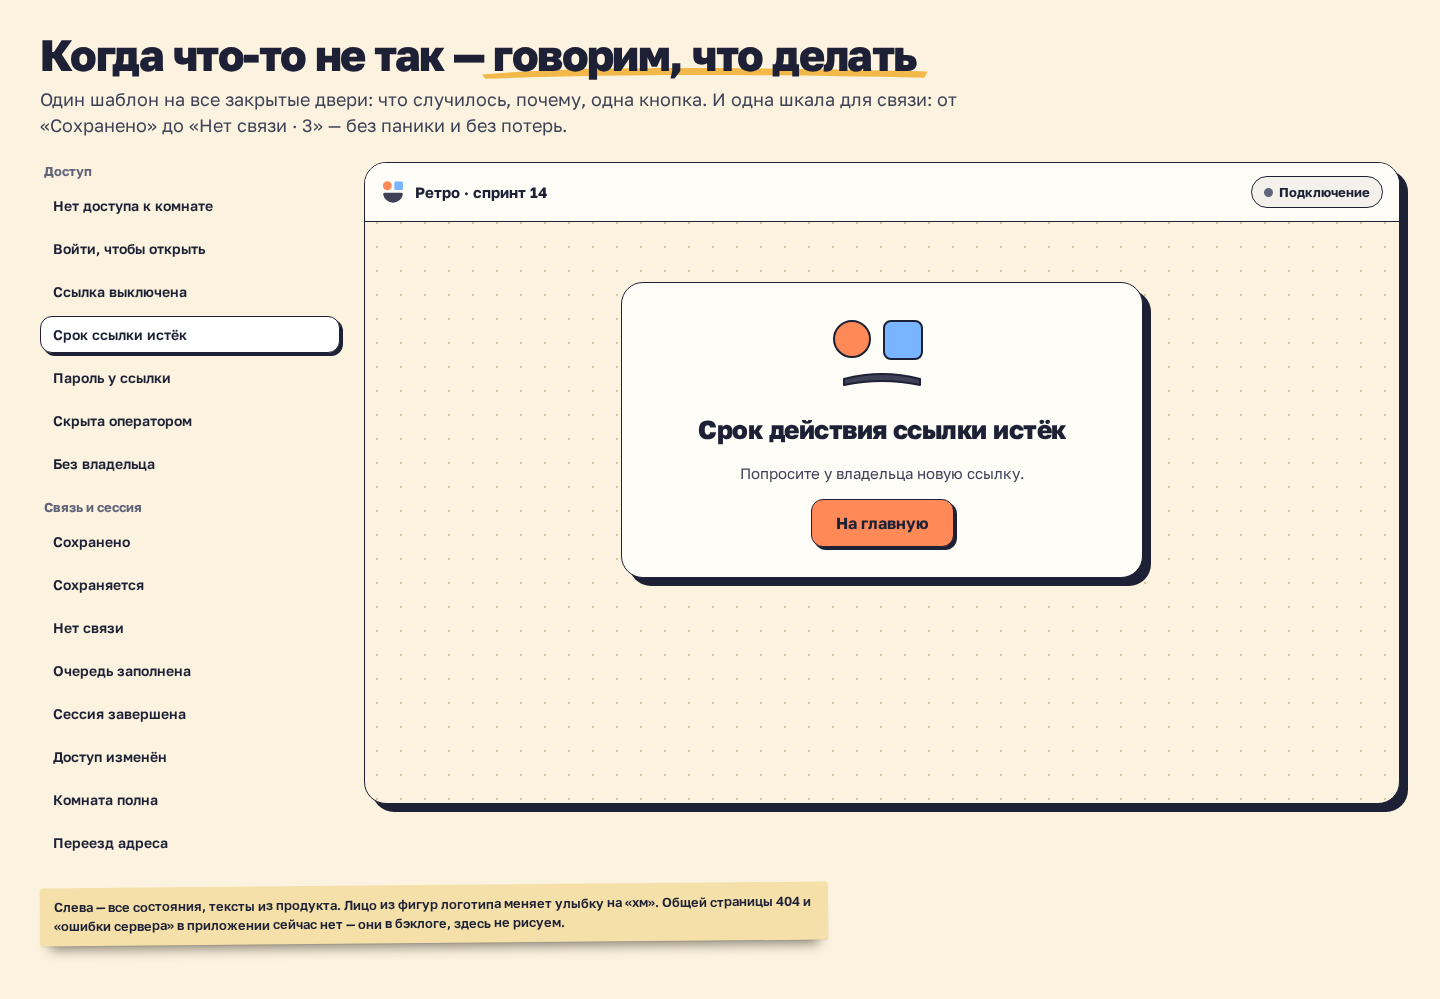 Когда что-то не так — говорим, что делать
Один шаблон на все закрытые двери: что случилось, почему, одна кнопка. И одна шкала для связи: от
«Сохранено» до «Нет связи · 3» — без паники и без потерь.
Доступ
Нет доступа к комнате
Войти, чтобы открыть
Ссылка выключена
Срок ссылки истёк
Пароль у ссылки
Скрыта оператором
Без владельца
Связь и сессия
Сохранено
Сохраняется
Нет связи
Очередь заполнена
Сессия завершена
Доступ изменён
Комната полна
Переезд адреса
Ретро · спринт 14
Подключение
Срок действия ссылки истёк
Попросите у владельца новую ссылку.
На главную
Слева — все состояния, тексты из продукта. Лицо из фигур логотипа меняет улыбку на «хм». Общей страницы 404 и
«ошибки сервера» в приложении сейчас нет — они в бэклоге, здесь не рисуем.